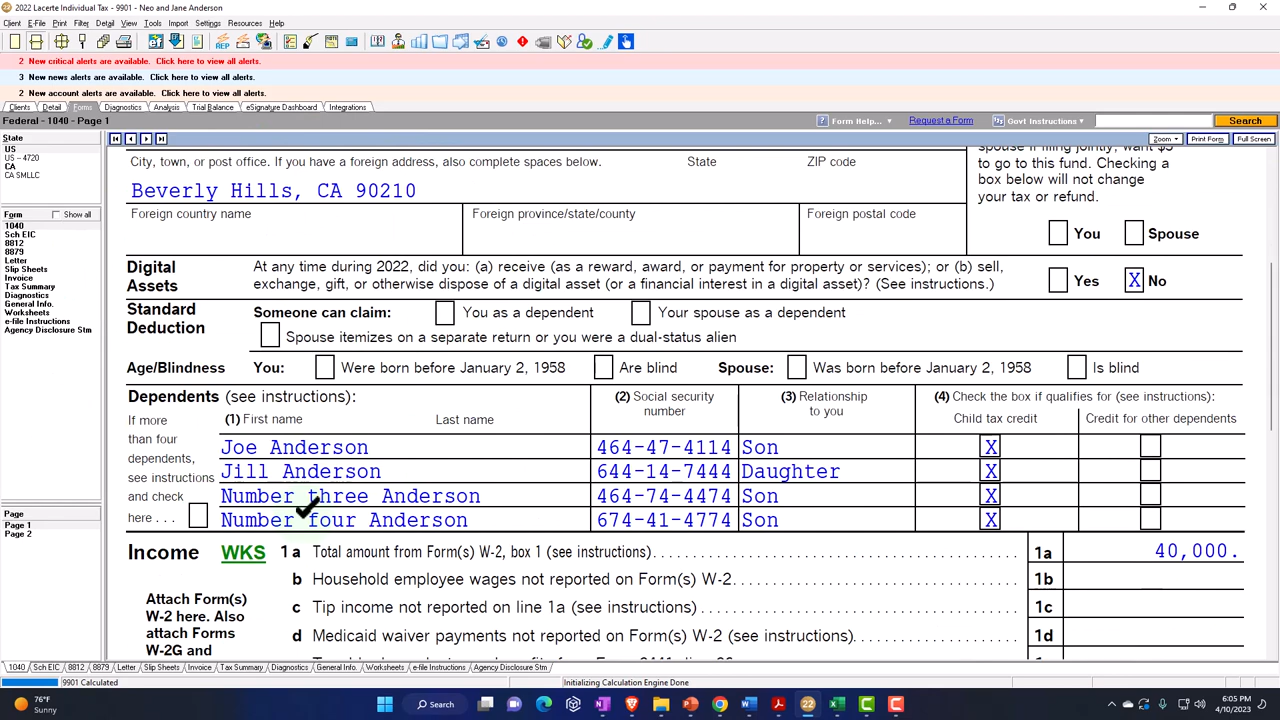 2022 Lacerte Individual Tax - 9901 - Neo and Jane Anderson
Client E-File Print Filter Detail View Tools Import Settings Resources Help
REP
2 New critical alerts are available. Click here to view all alerts.
3 New news alerts are available. Click here to view all alerts.
2 New account alerts are available. Click here to view all alerts.
Clients Detail Forms Diagnostics Analysis Trial Balance eSignature Dashboard Integrations
Federal - 1040 - Page 1 Form Help... Request a Form Govt Instructions Search
State
US
US - 4720
CA
CA SMLLC
Form Show all
1040
Sch EIC
8812
8879
Letter
Slip Sheets
Invoice
Tax Summary
Diagnostics
General Info.
Worksheets
e-file Instructions
Agency Disclosure Stm
Page
Page 1
Page 2
Zoom Print Form Full Screen
City, town, or post office. If you have a foreign address, also complete spaces below. State ZIP code
Beverly Hills, CA 90210
Foreign country name Foreign province/state/county Foreign postal code
spouse if filing jointly, want $3
to go to this fund. Checking a
box below will not change
your tax or refund.
You Spouse
Digital Assets
At any time during 2022, did you: (a) receive (as a reward, award, or payment for property or services); or (b) sell,
exchange, gift, or otherwise dispose of a digital asset (or a financial interest in a digital asset)? (See instructions.)
Yes X No
Standard Deduction
Someone can claim: You as a dependent Your spouse as a dependent
Spouse itemizes on a separate return or you were a dual-status alien
Age/Blindness You: Were born before January 2, 1958 Are blind Spouse: Was born before January 2, 1958 Is blind
Dependents (see instructions): (2) Social security number (3) Relationship to you (4) Check the box if qualifies for (see instructions):
(1) First name Last name Child tax credit Credit for other dependents
If more
than four
dependents,
see instructions
and check
here . . .
Joe Anderson 464-47-4114 Son X
Jill Anderson 644-14-7444 Daughter X
Number three Anderson 464-74-4474 Son X
Number four Anderson 674-41-4774 Son X
Income WKS 1 a Total amount from Form(s) W-2, box 1 (see instructions) 1a 40,000.
b Household employee wages not reported on Form(s) W-2 1b
c Tip income not reported on line 1a (see instructions) 1c
d Medicaid waiver payments not reported on Form(s) W-2 (see instructions) 1d
Attach Form(s)
W-2 here. Also
attach Forms
W-2G and
1040 Sch EIC 8812 8879 Letter Slip Sheets Invoice Tax Summary Diagnostics General Info. Worksheets e-file Instructions Agency Disclosure Stm
9901 Calculated Initializing Calculation Engine Done
76°F
Sunny
Search
22
6:05 PM
4/10/2023